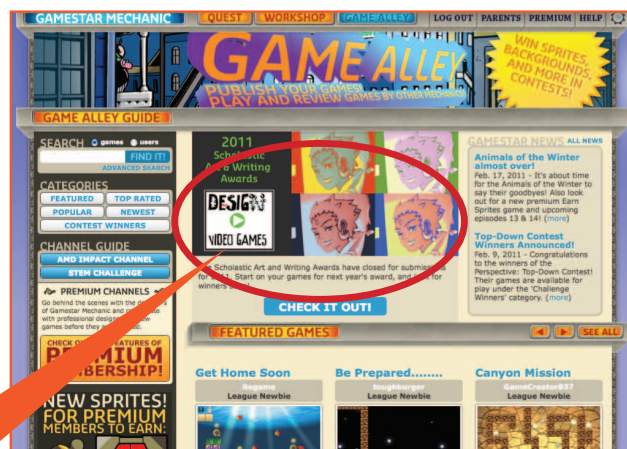 GAMESTAR MECHANIC
QUEST
WORKSHOP
GAME ALLEY
LOG OUT
PARENTS
PREMIUM
HELP
GAME ALLEY
PUBLISH YOUR GAMES!
PLAY AND REVIEW GAMES BY OTHER MECHANICS
WIN SPRITES,
BACKGROUNDS,
AND MORE IN
CONTESTS!
GAME ALLEY GUIDE
SEARCH games users
FIND IT!
ADVANCED SEARCH
CATEGORIES
FEATURED
TOP RATED
POPULAR
NEWEST
CONTEST WINNERS
CHANNEL GUIDE
AMD IMPACT CHANNEL
STEM CHALLENGE
PREMIUM CHANNELS
Go behind the scenes with the
of Gamestar Mechanic and
with professional
games before they
CHECK OUT FEATURES OF
PREMIUM
MEMBERSHIP!
NEW SPRITES!
FOR PREMIUM
MEMBERS TO EARN:
2011
Scholastic
Art & Writing
Awards
DESIGN
VIDEO GAMES
Scholastic Art and Writing Awards have closed for submissions
for 2011. Start on your games for next year's award, and look for
winners
CHECK IT OUT!
GAMESTAR NEWS ALL NEWS
Animals of the Winter
almost over!
Feb. 17, 2011 - It's about time
for the Animals of the Winter to
say their goodbyes! Also look
out for a new premium Earn
Sprites game and upcoming
episodes 13 & 14! (more)
Top-Down Contest
Winners Announced!
Feb. 9, 2011 - Congratulations
to the winners of the
Perspective: Top-Down Contest!
Their games are available for
play under the 'Challenge
Winners' category. (more)
FEATURED GAMES
SEE ALL
Get Home Soon
Regame
League Newbie
Be Prepared........
toughburger
League Newbie
Canyon Mission
GameCreator837
League Newbie